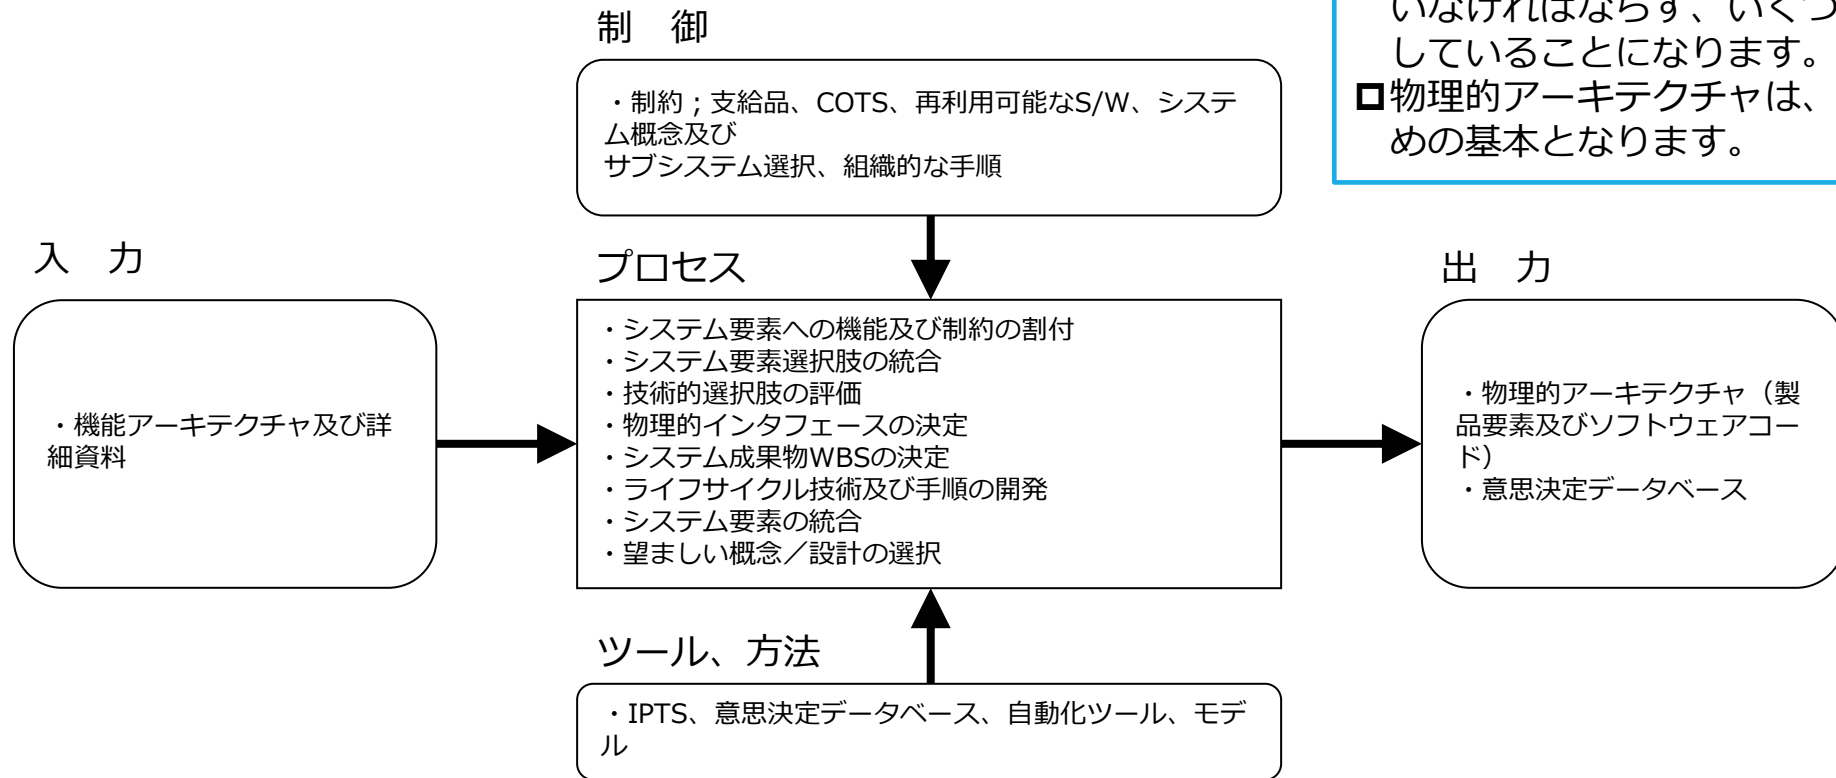 制　御
・制約；支給品、COTS、再利用可能なS/W、システ
ム概念及び
サブシステム選択、組織的な手順
いなければならず、いくつ
していることになります。
物理的アーキテクチャは、
めの基本となります。
入　力
・機能アーキテクチャ及び詳
細資料
プロセス
・システム要素への機能及び制約の割付
・システム要素選択肢の統合
・技術的選択肢の評価
・物理的インタフェースの決定
・システム成果物WBSの決定
・ライフサイクル技術及び手順の開発
・システム要素の統合
・望ましい概念／設計の選択
出　力
・物理的アーキテクチャ（製
品要素及びソフトウェアコー
ド）
・意思決定データベース
ツール、方法
・IPTS、意思決定データベース、自動化ツール、モデ
ル